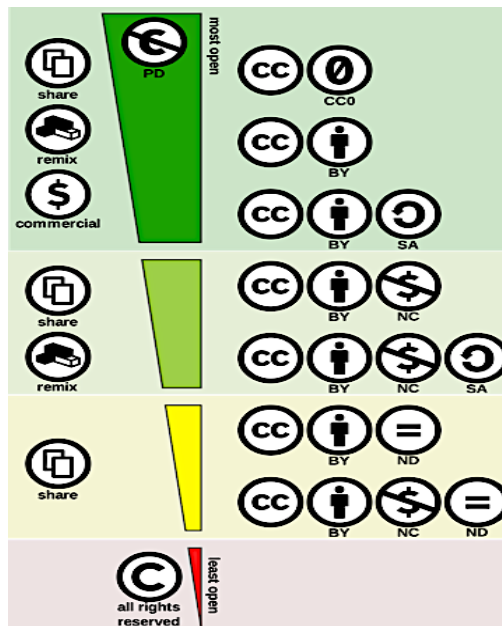 most open
PD
share
remix
$
commercial
cc 0
CC0
cc
BY
cc
BY SA
share
remix
cc $
BY NC
cc $
BY NC SA
share
cc =
BY ND
cc $ =
BY NC ND
C
all rights
reserved
least open